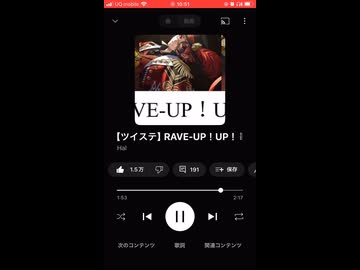 UQ mobile
10:51
曲
動画
VE-UP！U
【ツイステ】RAVE-UP！UP！
Hal
1.5万
191
保存
1:53
2:17
次のコンテンツ
歌詞
関連コンテンツ